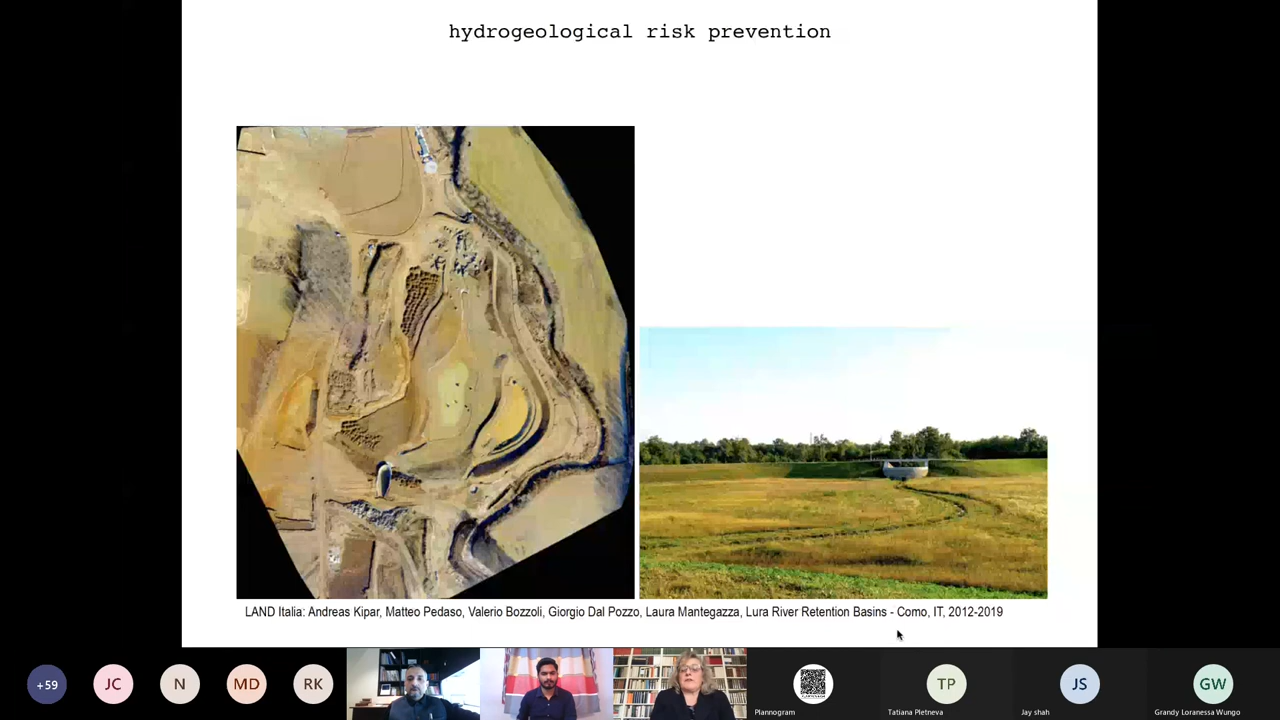 hydrogeological risk prevention
LAND Italia: Andreas Kipar, Matteo Pedaso, Valerio Bozzoli, Giorgio Dal Pozzo, Laura Mantegazza, Lura River Retention Basins - Como, IT, 2012-2019
+59
JC
N
MD
RK
Plannogram
TP
Tatiana Pletneva
JS
Jay shah
GW
Grandy Loranessa Wungo